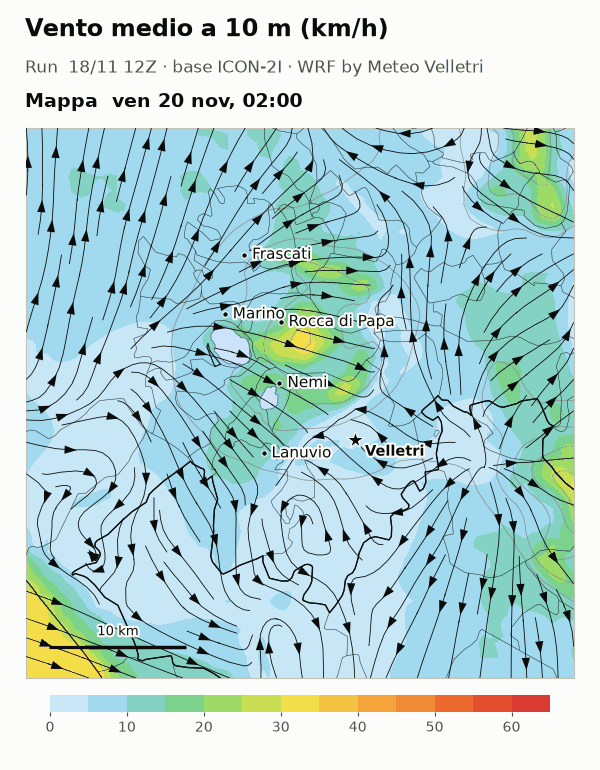 Vento medio a 10 m (km/h)
Run  18/11 12Z · base ICON-2I · WRF by Meteo Velletri
Mappa  ven 20 nov, 02:00
Frascati
Marino
Rocca di Papa
Nemi
Velletri
Lanuvio
10 km
0 10 20 30 40 50 60